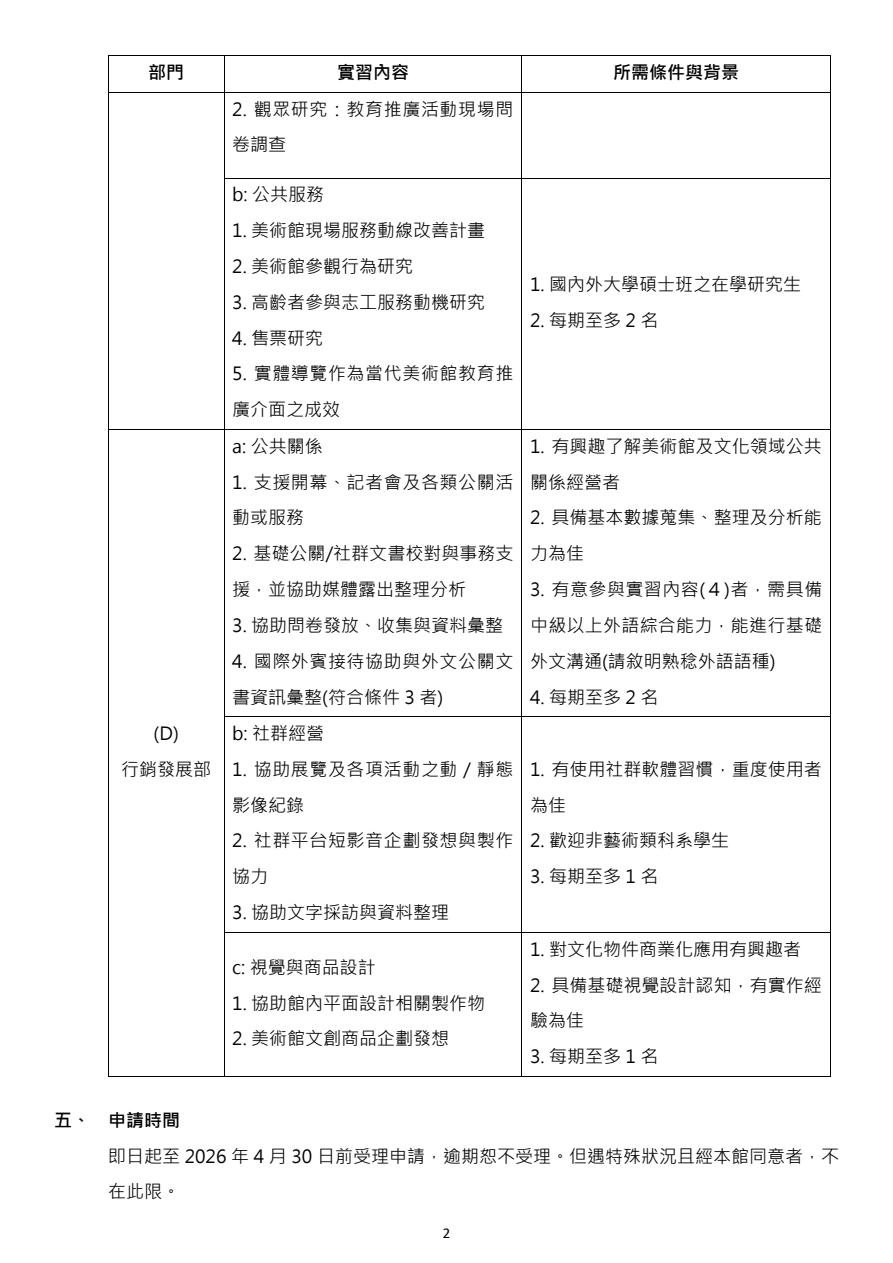 部門 實習內容 所需條件與背景
2. 觀眾研究：教育推廣活動現場問
卷調查
b: 公共服務
1. 美術館現場服務動線改善計畫
2. 美術館參觀行為研究
3. 高齡者參與志工服務動機研究
4. 售票研究
5. 實體導覽作為當代美術館教育推
廣介面之成效
1. 國內外大學碩士班之在學研究生
2. 每期至多 2 名
(D)
行銷發展部
a: 公共關係
1. 支援開幕、記者會及各類公關活
動或服務
2. 基礎公關/社群文書校對與事務支
援，並協助媒體露出整理分析
3. 協助問卷發放、收集與資料彙整
4. 國際外賓接待協助與外文公關文
書資訊彙整(符合條件 3 者)
1. 有興趣了解美術館及文化領域公共
關係經營者
2. 具備基本數據蒐集、整理及分析能
力為佳
3. 有意參與實習內容(４)者，需具備
中級以上外語綜合能力，能進行基礎
外文溝通(請敘明熟稔外語語種)
4. 每期至多 2 名
b: 社群經營
1. 協助展覽及各項活動之動／靜態
影像紀錄
2. 社群平台短影音企劃發想與製作
協力
3. 協助文字採訪與資料整理
1. 有使用社群軟體習慣，重度使用者
為佳
2. 歡迎非藝術類科系學生
3. 每期至多 1 名
c: 視覺與商品設計
1. 協助館內平面設計相關製作物
2. 美術館文創商品企劃發想
1. 對文化物件商業化應用有興趣者
2. 具備基礎視覺設計認知，有實作經
驗為佳
3. 每期至多 1 名
五、 申請時間
即日起至 2026 年 4 月 30 日前受理申請，逾期恕不受理。但遇特殊狀況且經本館同意者，不
在此限。
2